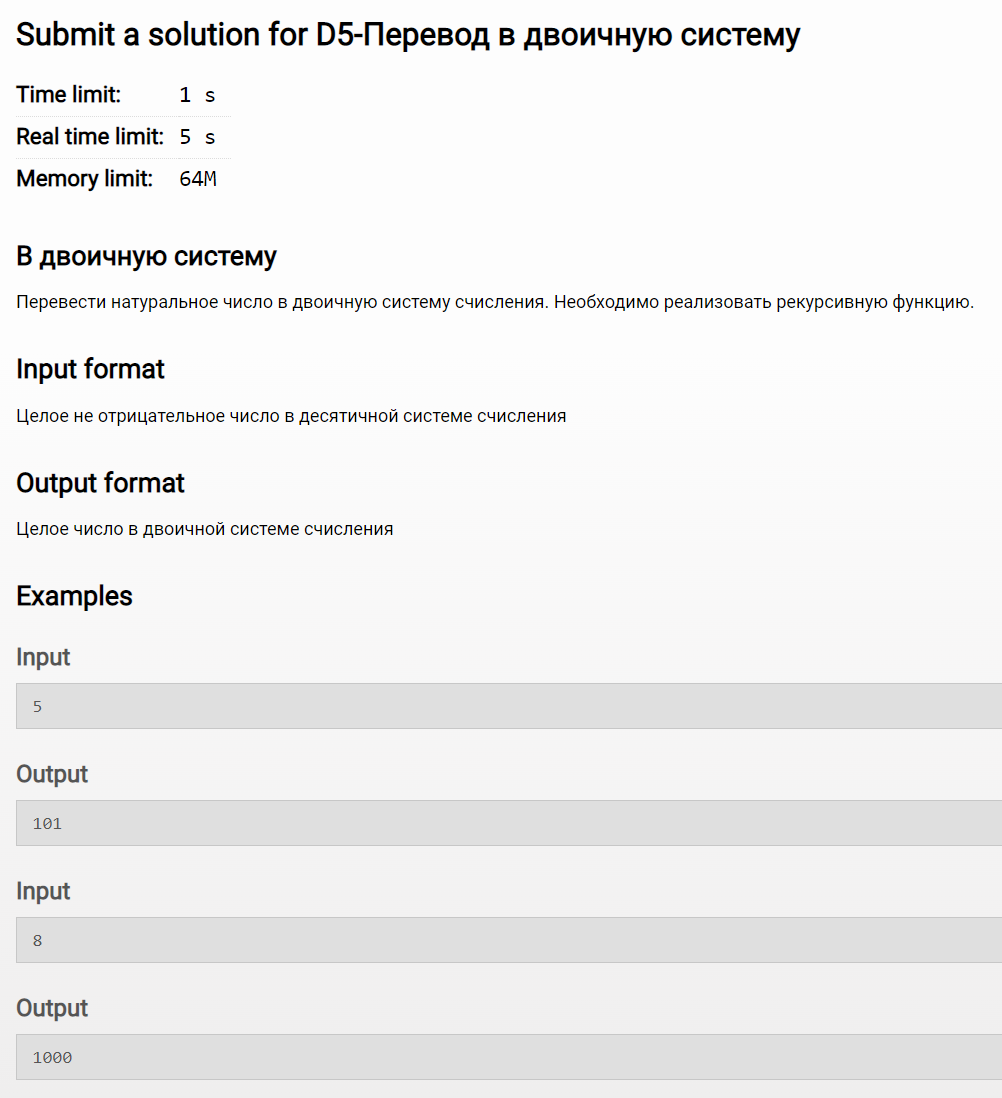 Submit a solution for D5-Перевод в двоичную систему
Time limit: 1 s
Real time limit: 5 s
Memory limit: 64M
В двоичную систему
Перевести натуральное число в двоичную систему счисления. Необходимо реализовать рекурсивную функцию.
Input format
Целое не отрицательное число в десятичной системе счисления
Output format
Целое число в двоичной системе счисления
Examples
Input
5
Output
101
Input
8
Output
1000